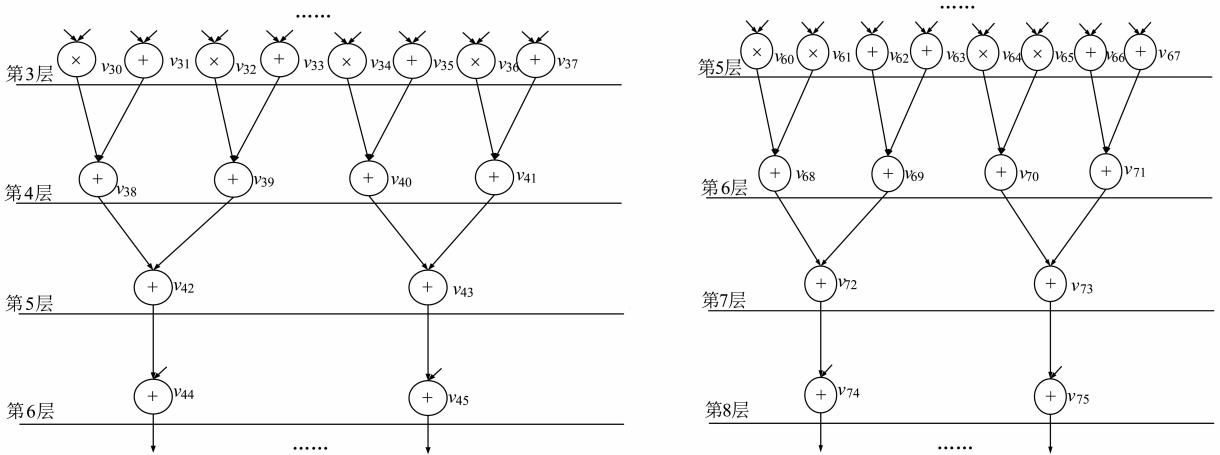 …… ……
× v30 + v31 × v32 + v33 × v34 + v35 × v36 + v37
第3层
× v60 × v61 + v62 + v63 × v64 × v65 + v66 + v67
第5层
+ v38 + v39 + v40 + v41
第4层
+ v68 + v69 + v70 + v71
第6层
+ v42 + v43
第5层
+ v72 + v73
第7层
+ v44 + v45
第6层
+ v74 + v75
第8层
…… ……